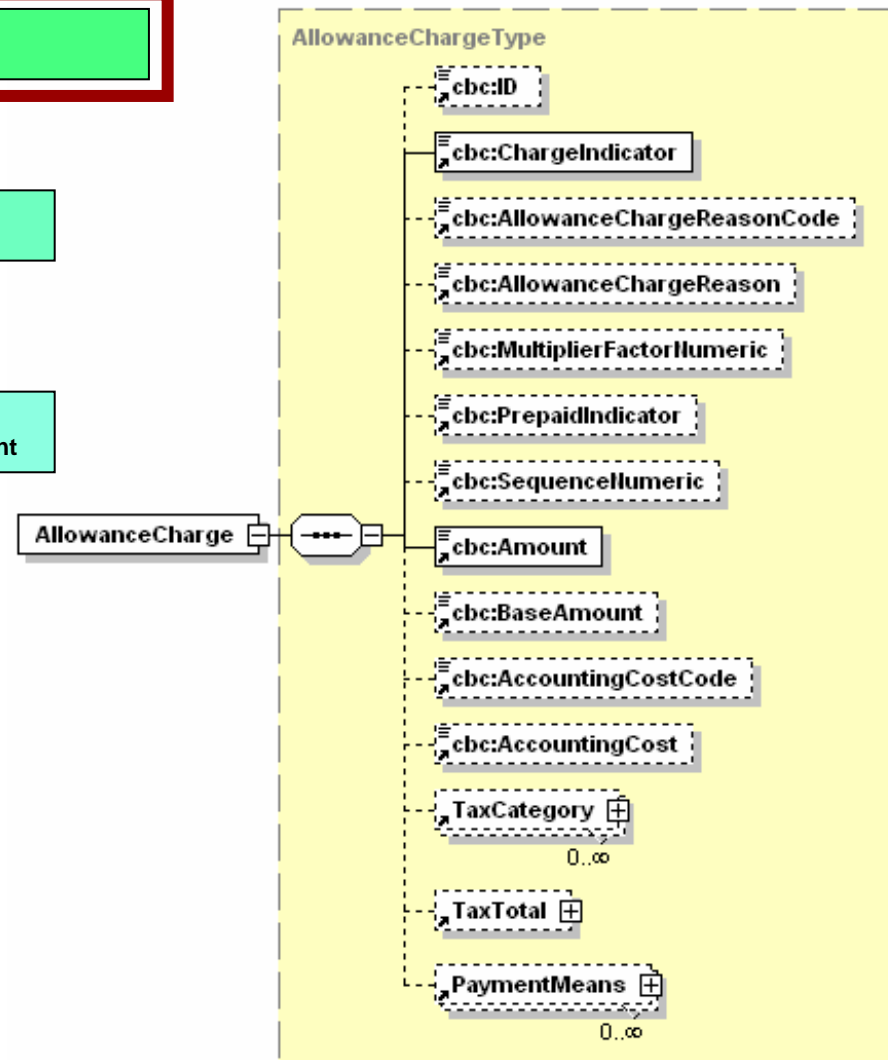 AllowanceChargeType
cbc:ID
cbc:ChargeIndicator
cbc:AllowanceChargeReasonCode
cbc:AllowanceChargeReason
cbc:MultiplierFactorNumeric
cbc:PrepaidIndicator
nt
cbc:SequenceNumeric
AllowanceCharge
cbc:Amount
cbc:BaseAmount
cbc:AccountingCostCode
cbc:AccountingCost
TaxCategory
0..∞
TaxTotal
PaymentMeans
0..∞